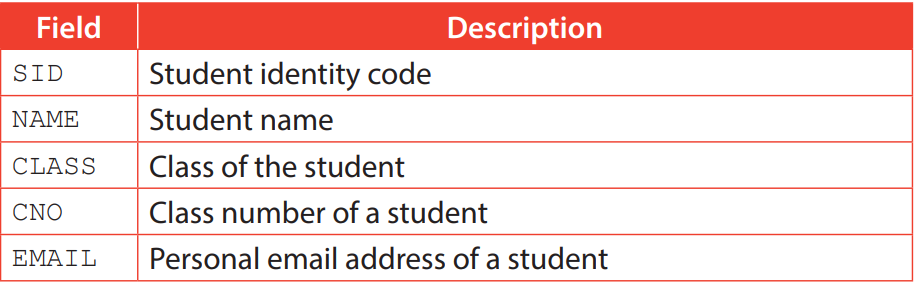 Field Description
SID Student identity code
NAME Student name
CLASS Class of the student
CNO Class number of a student
EMAIL Personal email address of a student